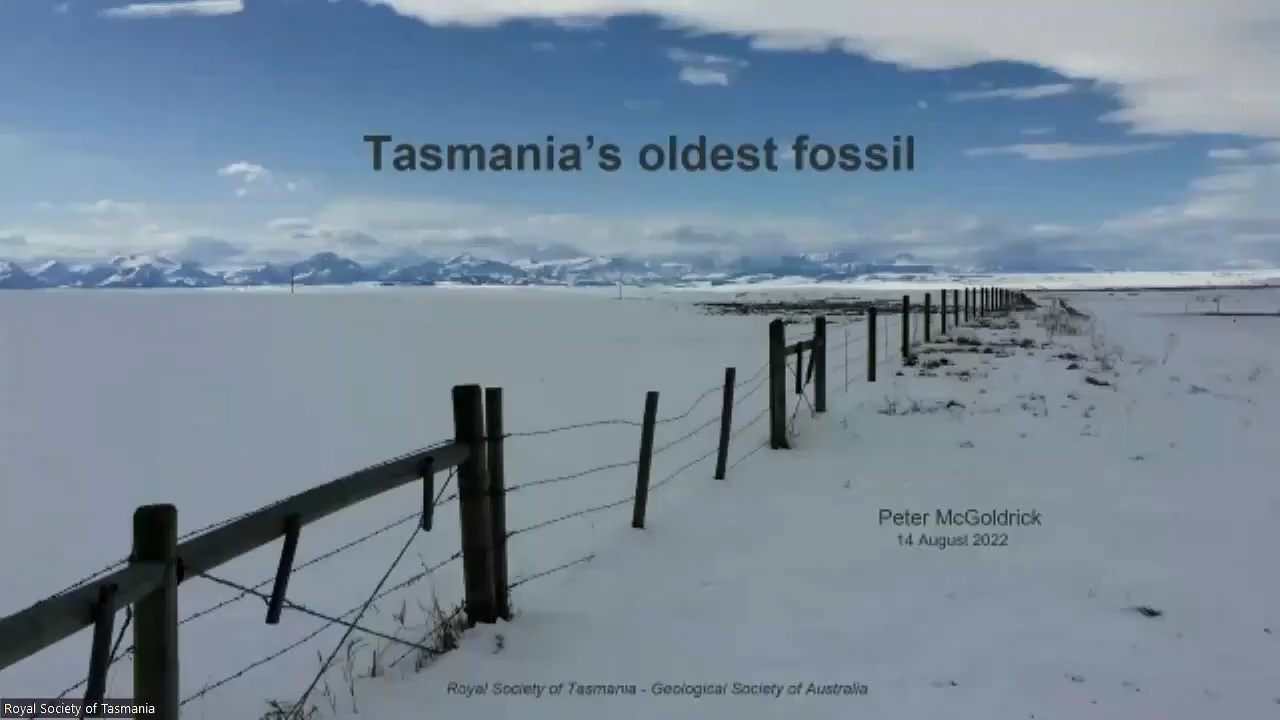 Tasmania’s oldest fossil
Peter McGoldrick
14 August 2022
Royal Society of Tasmania - Geological Society of Australia
Royal Society of Tasmania